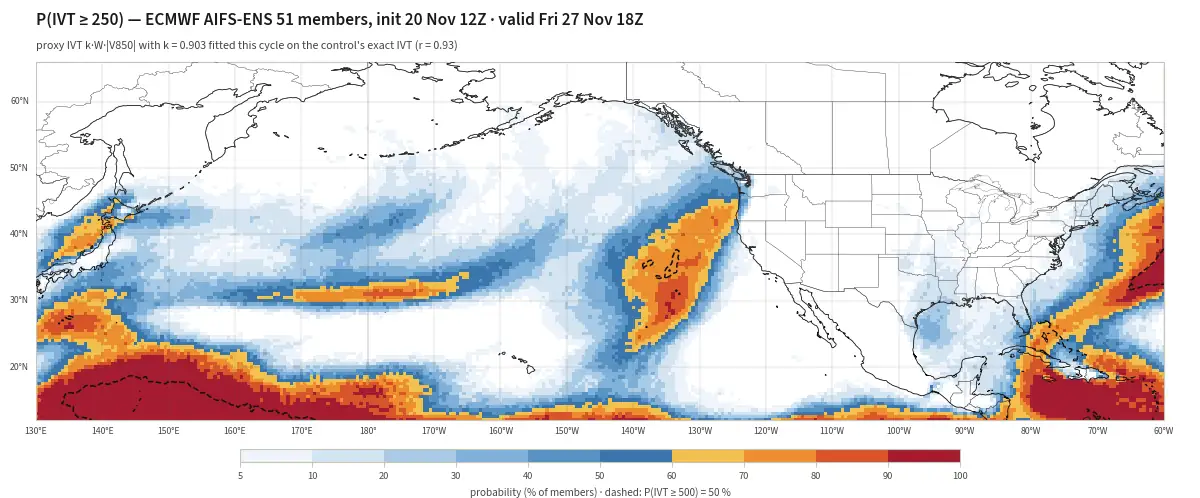 P(IVT ≥ 250) — ECMWF AIFS-ENS 51 members, init 20 Nov 12Z · valid Fri 27 Nov 18Z
proxy IVT k·W·|V850| with k = 0.903 fitted this cycle on the control's exact IVT (r = 0.93)
60°N
50°N
40°N
30°N
20°N
130°E 140°E 150°E 160°E 170°E 180° 170°W 160°W 150°W 140°W 130°W 120°W 110°W 100°W 90°W 80°W 70°W 60°W
5 10 20 30 40 50 60 70 80 90 100
probability (% of members) · dashed: P(IVT ≥ 500) = 50 %